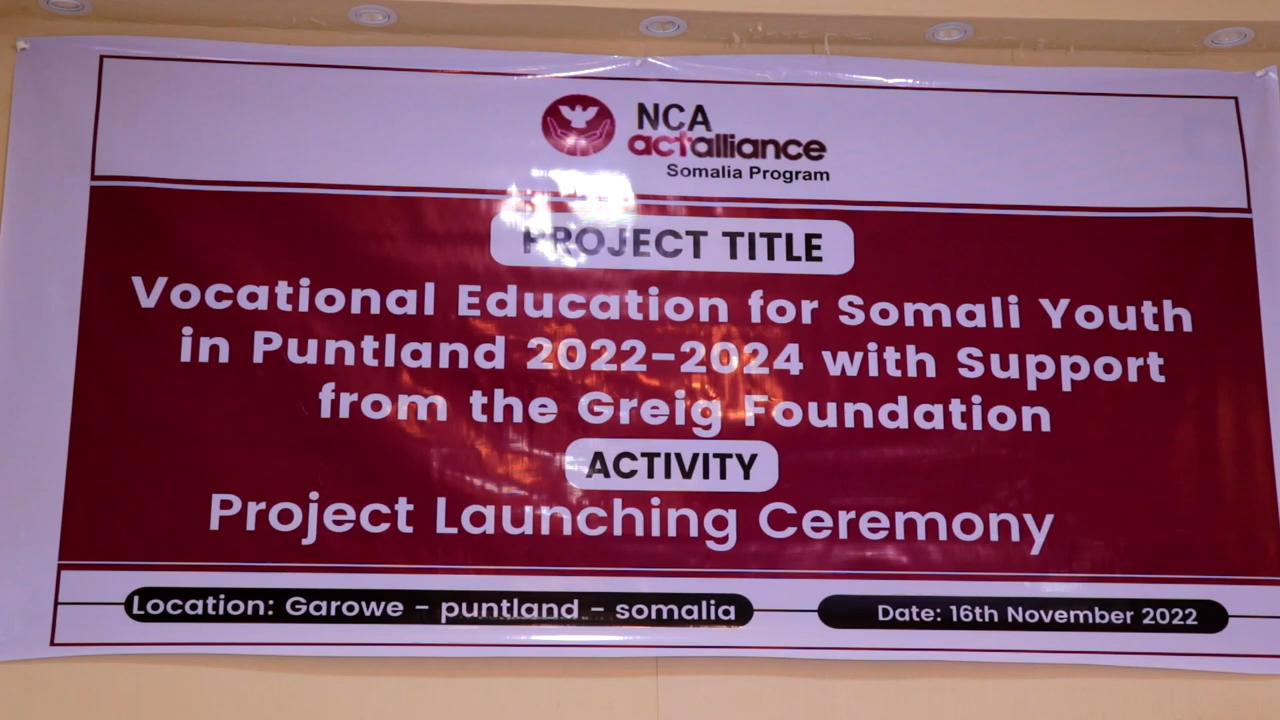 NCA
actalliance
Somalia Program
PROJECT TITLE
Vocational Education for Somali Youth
in Puntland 2022-2024 with Support
from the Greig Foundation
ACTIVITY
Project Launching Ceremony
Location: Garowe - puntland - somalia
Date: 16th November 2022